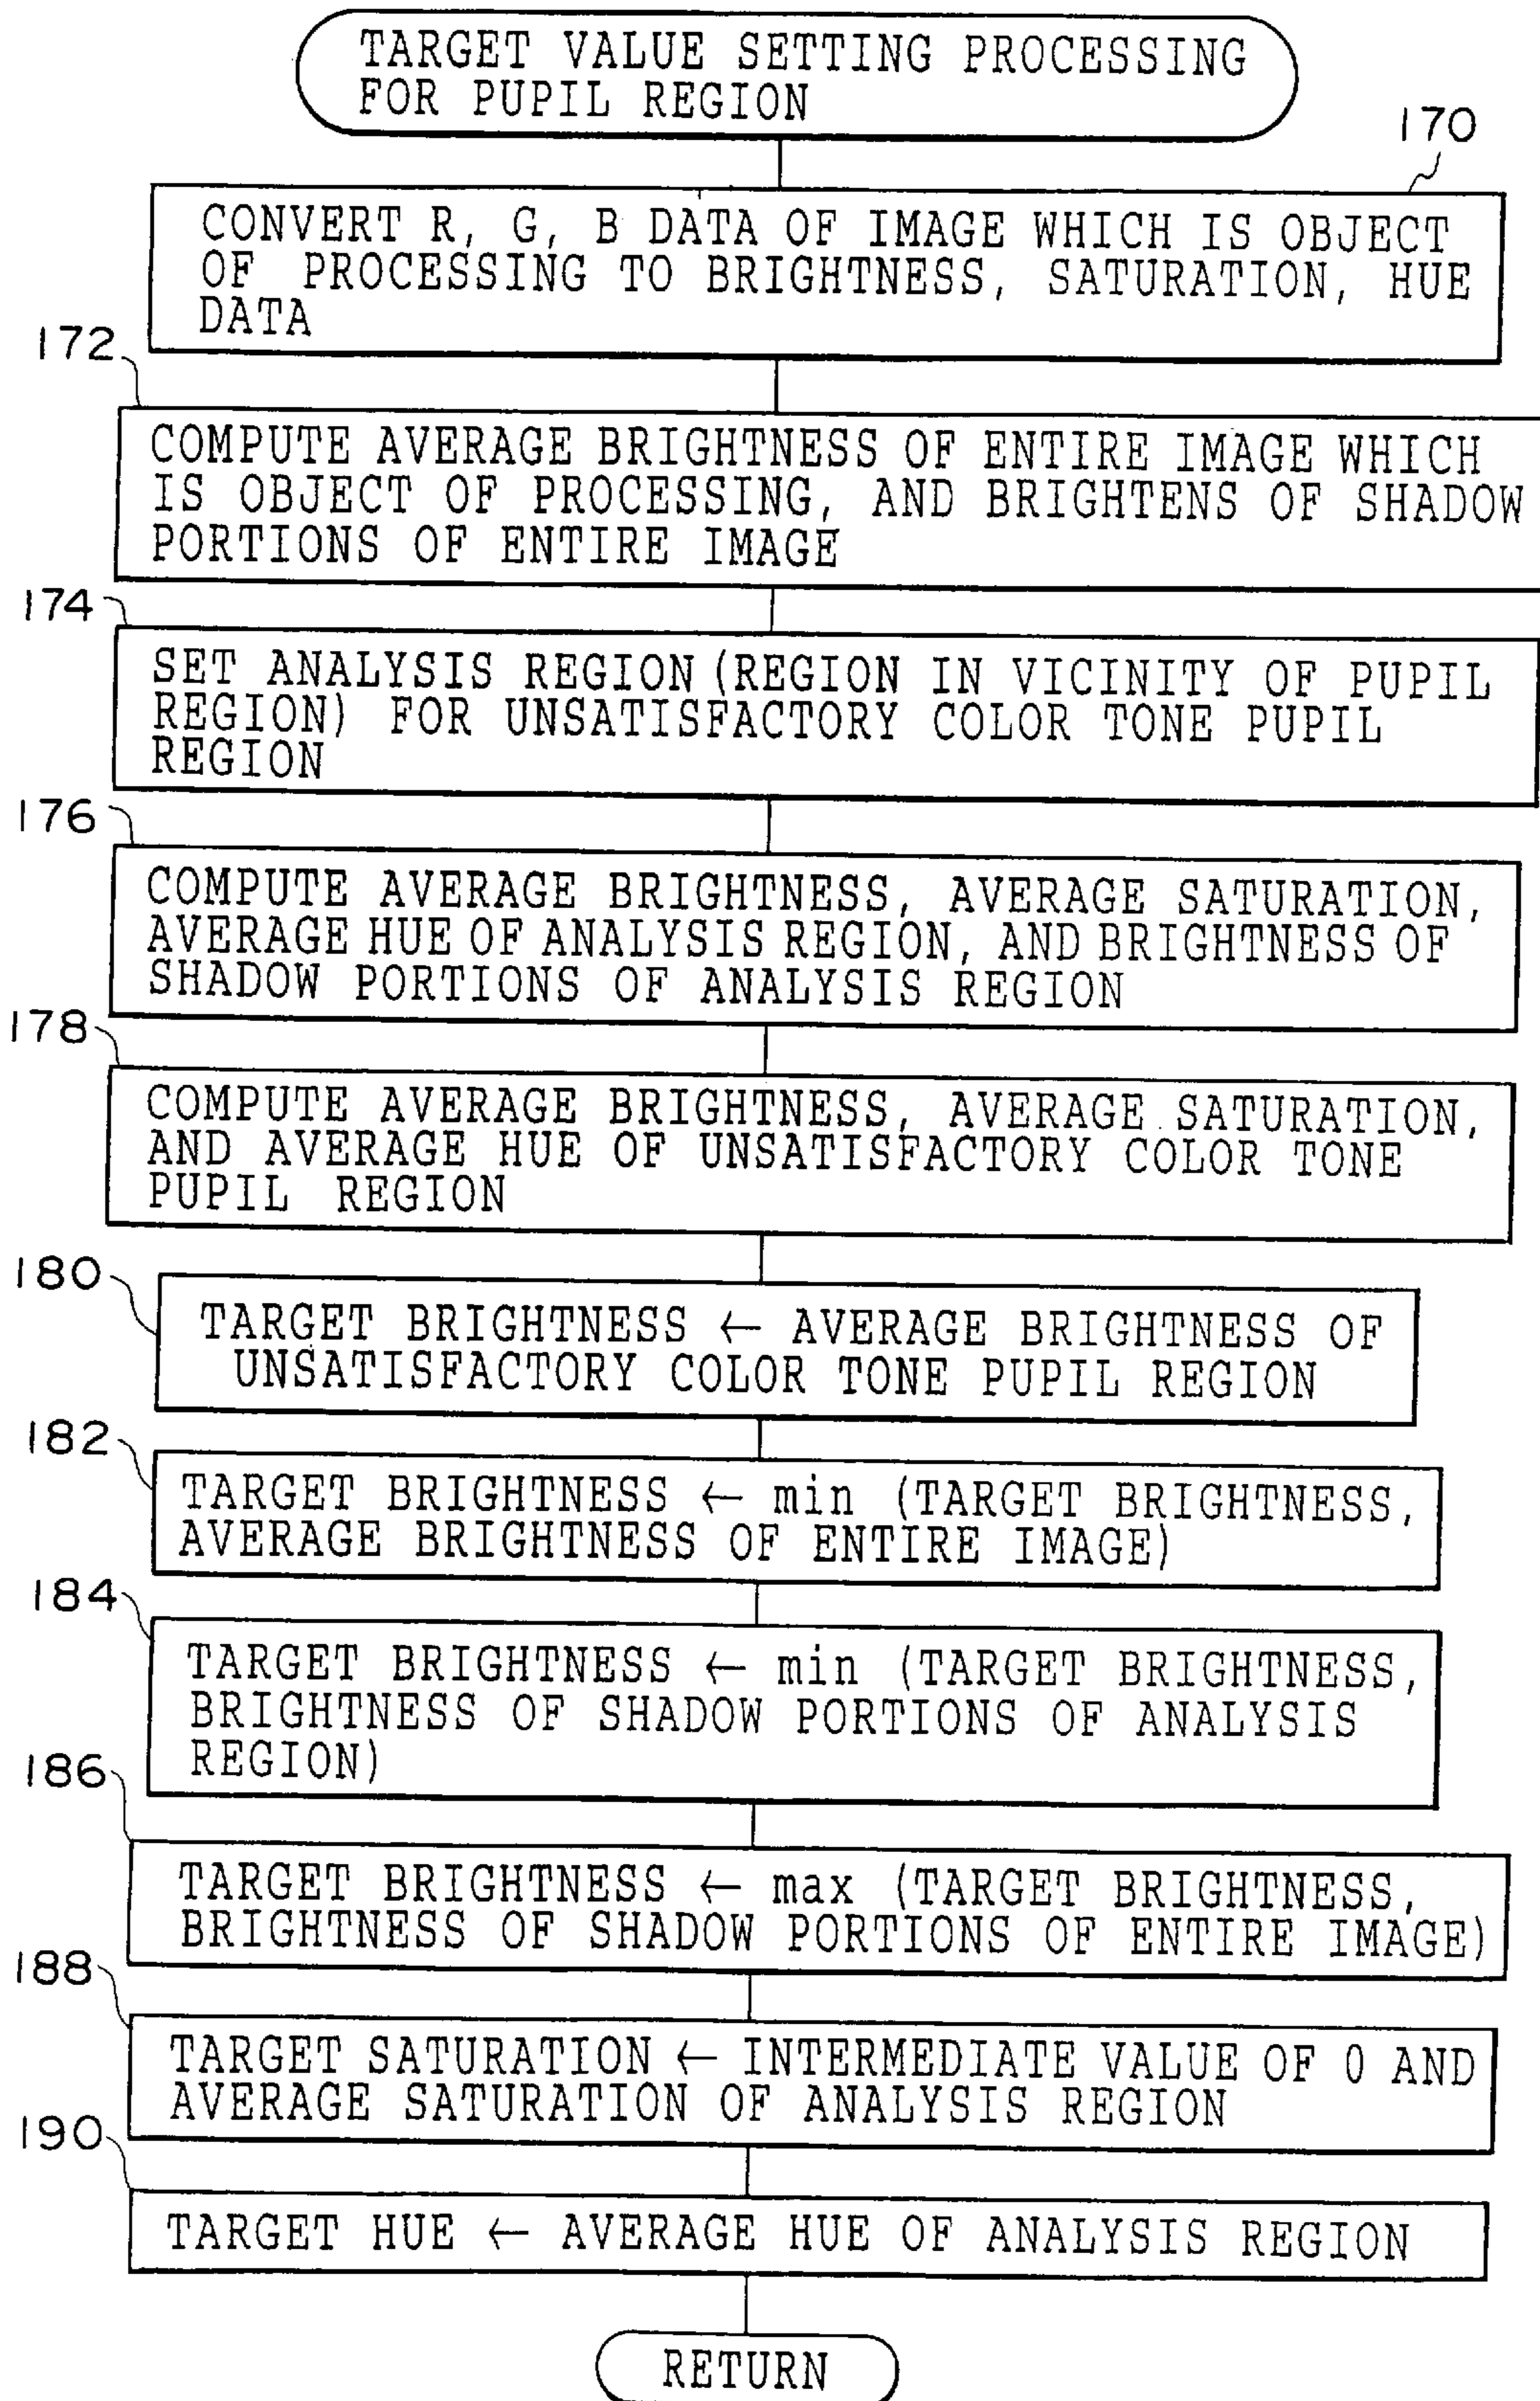 TARGET VALUE SETTING PROCESSING
FOR PUPIL REGION
170
CONVERT R, G, B DATA OF IMAGE WHICH IS OBJECT
OF PROCESSING TO BRIGHTNESS, SATURATION, HUE
DATA
172
COMPUTE AVERAGE BRIGHTNESS OF ENTIRE IMAGE WHICH
IS OBJECT OF PROCESSING, AND BRIGHTENS OF SHADOW
PORTIONS OF ENTIRE IMAGE
174
SET ANALYSIS REGION (REGION IN VICINITY OF PUPIL
REGION) FOR UNSATISFACTORY COLOR TONE PUPIL
REGION
176
COMPUTE AVERAGE BRIGHTNESS, AVERAGE SATURATION,
AVERAGE HUE OF ANALYSIS REGION, AND BRIGHTNESS OF
SHADOW PORTIONS OF ANALYSIS REGION
178
COMPUTE AVERAGE BRIGHTNESS, AVERAGE SATURATION,
AND AVERAGE HUE OF UNSATISFACTORY COLOR TONE
PUPIL REGION
180
TARGET BRIGHTNESS ← AVERAGE BRIGHTNESS OF
UNSATISFACTORY COLOR TONE PUPIL REGION
182
TARGET BRIGHTNESS ← min (TARGET BRIGHTNESS,
AVERAGE BRIGHTNESS OF ENTIRE IMAGE)
184
TARGET BRIGHTNESS ← min (TARGET BRIGHTNESS,
BRIGHTNESS OF SHADOW PORTIONS OF ANALYSIS
REGION)
186
TARGET BRIGHTNESS ← max (TARGET BRIGHTNESS,
BRIGHTNESS OF SHADOW PORTIONS OF ENTIRE IMAGE)
188
TARGET SATURATION ← INTERMEDIATE VALUE OF 0 AND
AVERAGE SATURATION OF ANALYSIS REGION
190
TARGET HUE ← AVERAGE HUE OF ANALYSIS REGION
RETURN